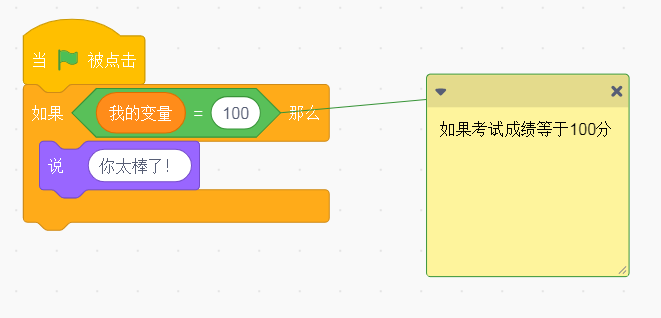 当 被点击
如果 我的变量 = 100 那么
说 你太棒了!
如果考试成绩等于100分